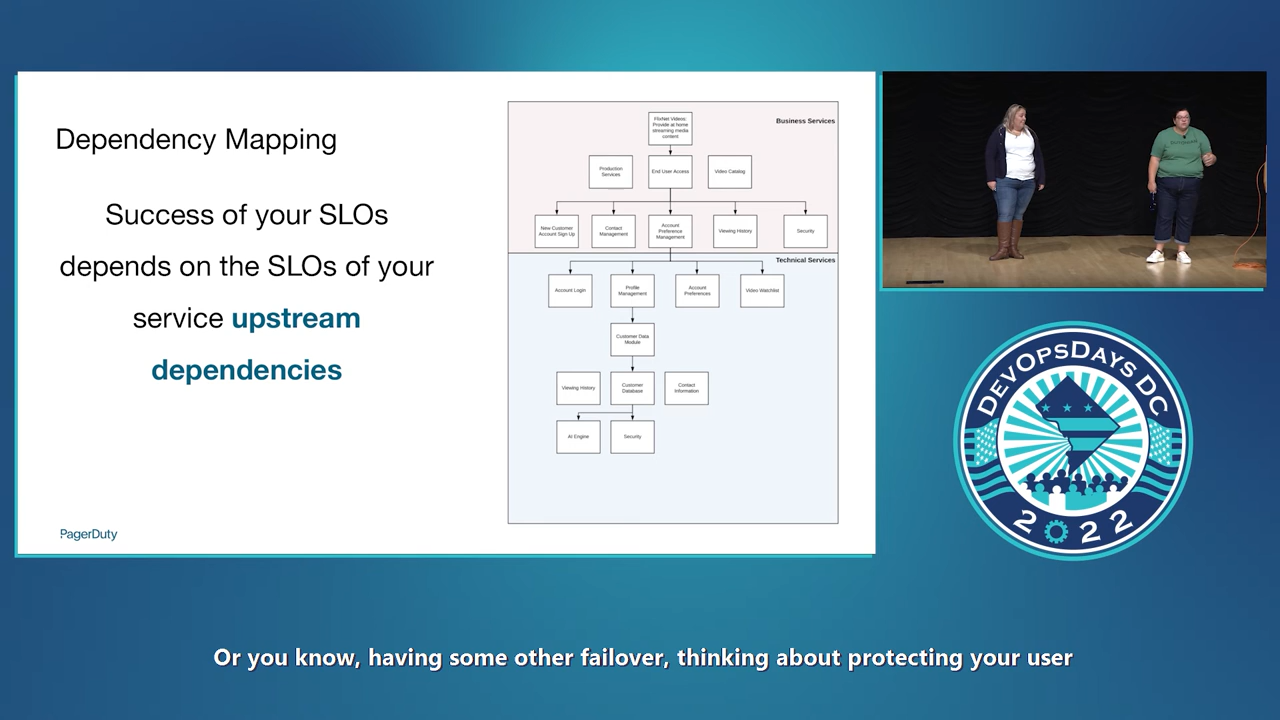 Dependency Mapping
Success of your SLOs
depends on the SLOs of your
service upstream
dependencies
PagerDuty
Business Services
FlixNet Videos:
Provide at home
streaming media
content
Production
Services
End User Access
Video Catalog
New Customer
Account Sign Up
Contact
Management
Account
Preference
Management
Viewing History
Security
Technical Services
Account Login
Profile
Management
Account
Preferences
Video Watchlist
Customer Data
Module
Viewing History
Customer
Database
Contact
Information
AI Engine
Security
DEVOPSDAYS DC
2022
Or you know, having some other failover, thinking about protecting your user